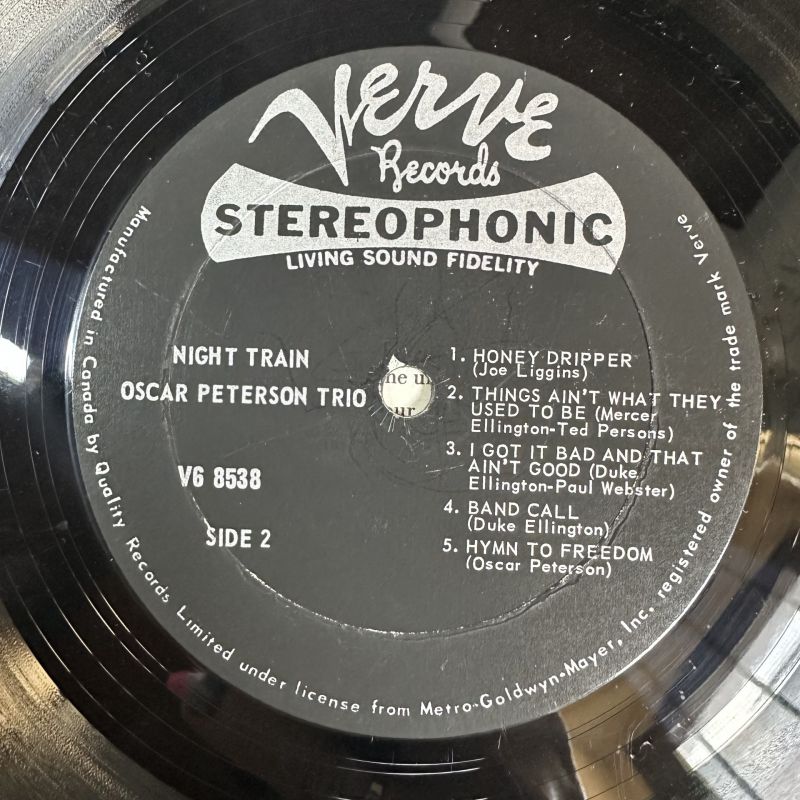 Verve
Records
STEREOPHONIC
LIVING SOUND FIDELITY
NIGHT TRAIN
OSCAR PETERSON TRIO
V6 8538
SIDE 2
1. HONEY DRIPPER
(Joe Liggins)
2. THINGS AIN'T WHAT THEY
USED TO BE (Mercer
Ellington-Ted Persons)
3. I GOT IT BAD AND THAT
AIN'T GOOD (Duke
Ellington-Paul Webster)
4. BAND CALL
(Duke Ellington)
5. HYMN TO FREEDOM
(Oscar Peterson)
Manufactured in Canada by Quality Records Limited under license from Metro-Goldwyn-Mayer, Inc. registered owner of the trade mark Verve